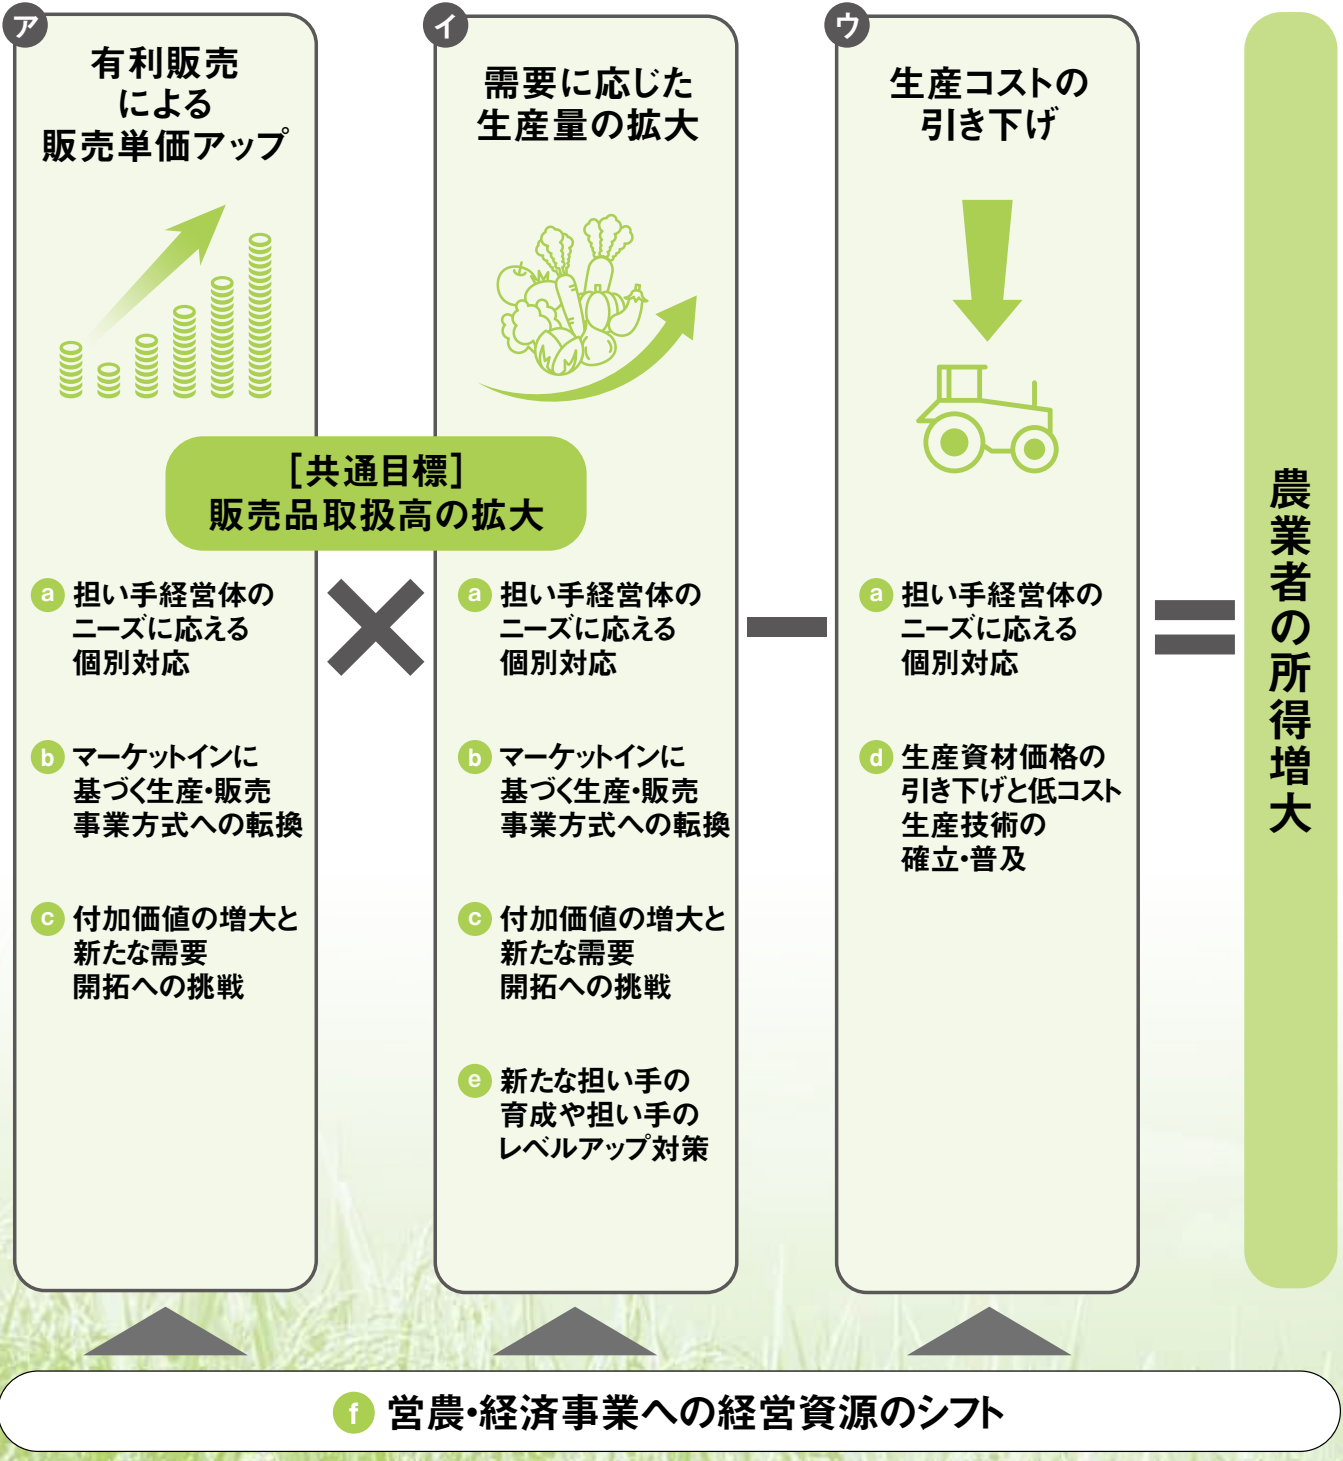 ア
有利販売
による
販売単価アップ
イ
需要に応じた
生産量の拡大
ウ
生産コストの
引き下げ
［共通目標］
販売品取扱高の拡大
a 担い手経営体の
ニーズに応える
個別対応
b マーケットインに
基づく生産・販売
事業方式への転換
c 付加価値の増大と
新たな需要
開拓への挑戦
×
a 担い手経営体の
ニーズに応える
個別対応
b マーケットインに
基づく生産・販売
事業方式への転換
c 付加価値の増大と
新たな需要
開拓への挑戦
e 新たな担い手の
育成や担い手の
レベルアップ対策
－
a 担い手経営体の
ニーズに応える
個別対応
d 生産資材価格の
引き下げと低コスト
生産技術の
確立・普及
＝
農業者の所得増大
f 営農・経済事業への経営資源のシフト